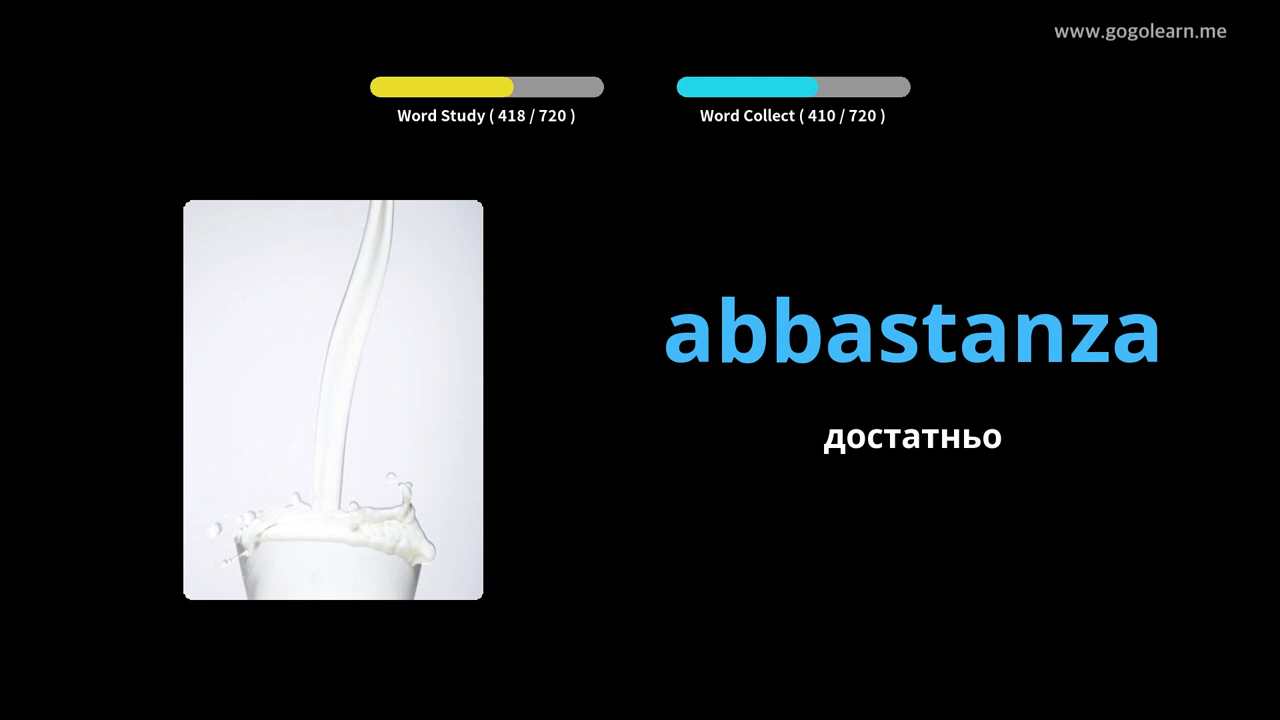 www.gogolearn.me
Word Study ( 418 / 720 )
Word Collect ( 410 / 720 )
abbastanza
достатньо